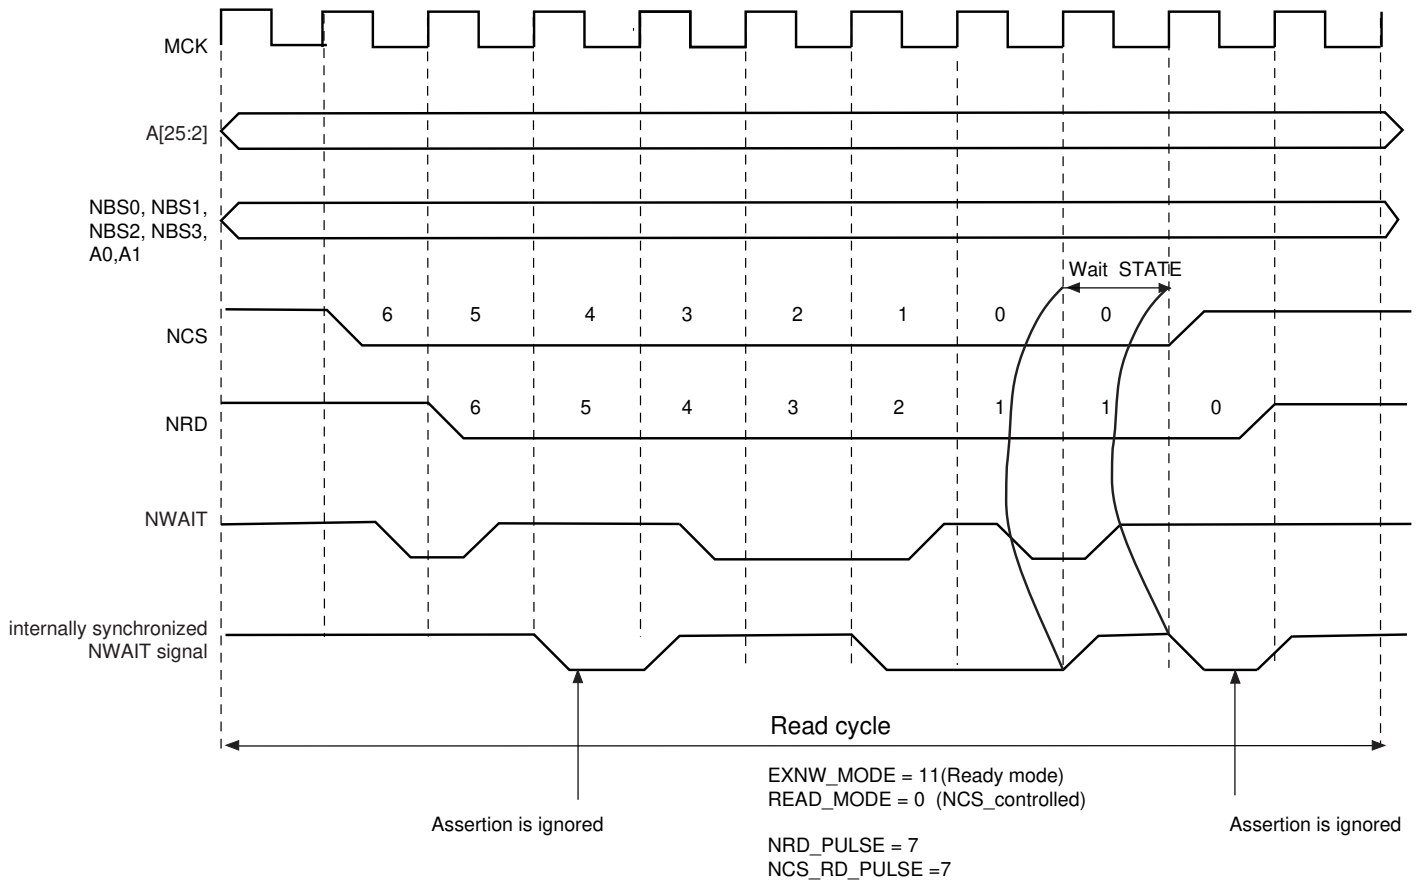 MCK
A[25:2]
NBS0, NBS1,
NBS2, NBS3,
A0,A1
Wait STATE
NCS
6 5 4 3 2 1 0 0
NRD
6 5 4 3 2 1 1 0
NWAIT
internally synchronized
NWAIT signal
Read cycle
EXNW_MODE = 11(Ready mode)
READ_MODE = 0 (NCS_controlled)
Assertion is ignored
Assertion is ignored
NRD_PULSE = 7
NCS_RD_PULSE =7